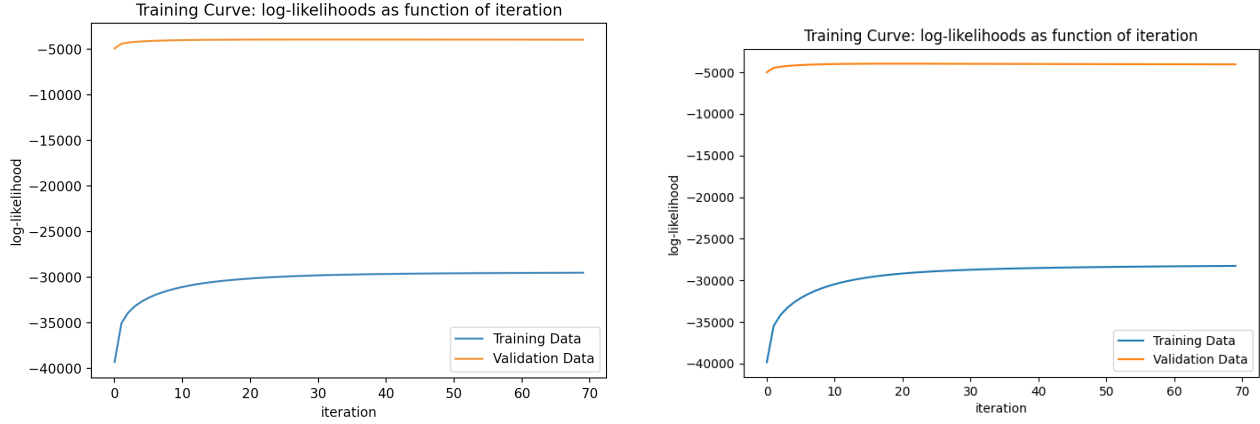 Training Curve: log-likelihoods as function of iteration
log-likelihood
−5000
−10000
−15000
−20000
−25000
−30000
−35000
−40000
0 10 20 30 40 50 60 70
iteration
Training Data
Validation Data
Training Curve: log-likelihoods as function of iteration
log-likelihood
−5000
−10000
−15000
−20000
−25000
−30000
−35000
−40000
0 10 20 30 40 50 60 70
iteration
Training Data
Validation Data